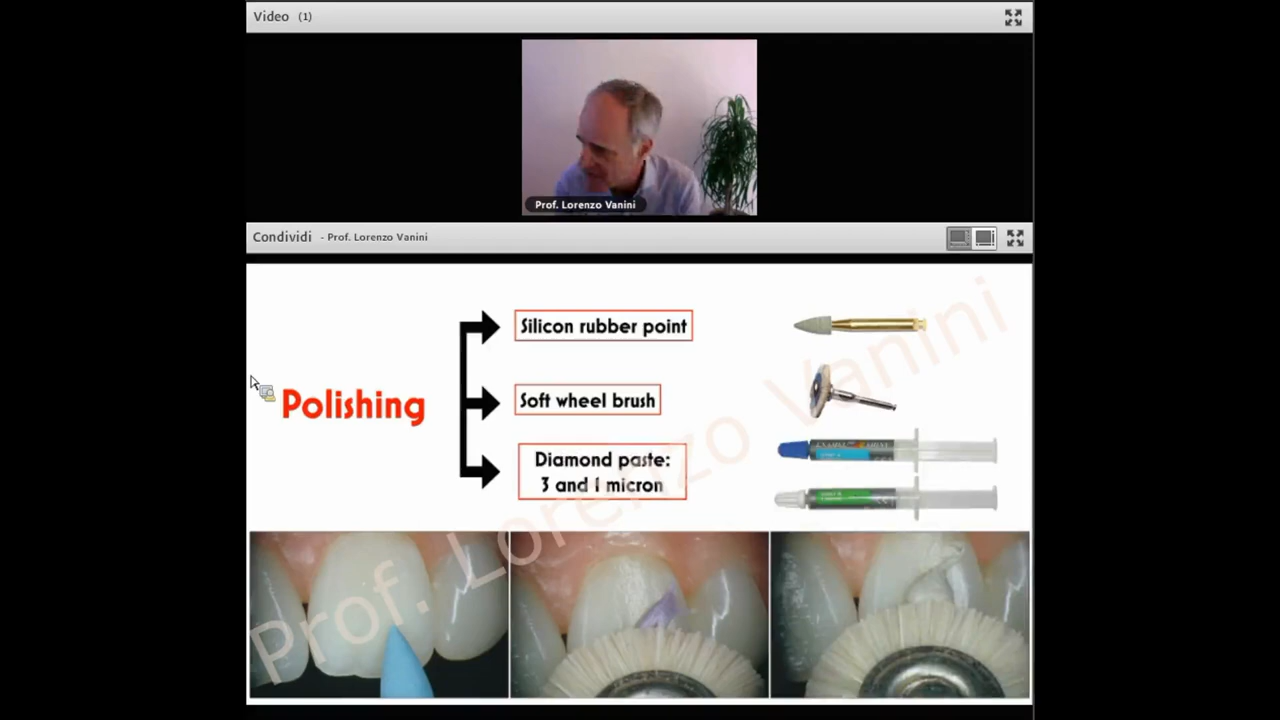 Video (1)
Prof. Lorenzo Vanini
Condividi - Prof. Lorenzo Vanini
Silicon rubber point
Polishing
Soft wheel brush
Diamond paste:
3 and 1 micron
Prof. Lorenzo Vanini